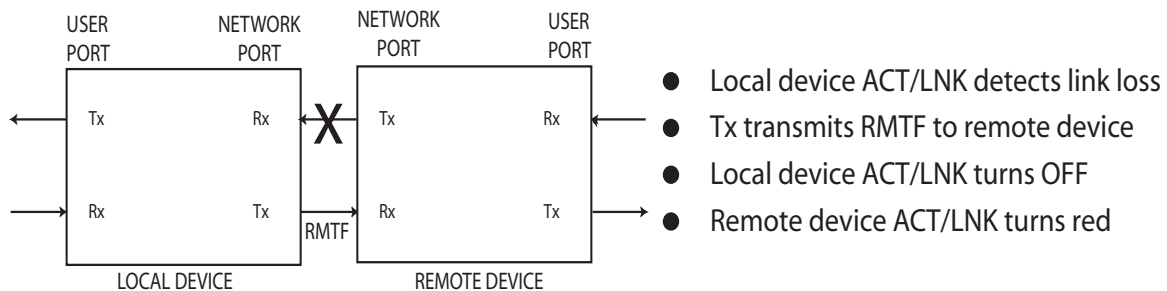 USER PORT
NETWORK PORT
NETWORK PORT
USER PORT
Tx
Rx
X
Tx
Rx
Rx
Tx
RMTF
Rx
Tx
LOCAL DEVICE
REMOTE DEVICE
● Local device ACT/LNK detects link loss
● Tx transmits RMTF to remote device
● Local device ACT/LNK turns OFF
● Remote device ACT/LNK turns red